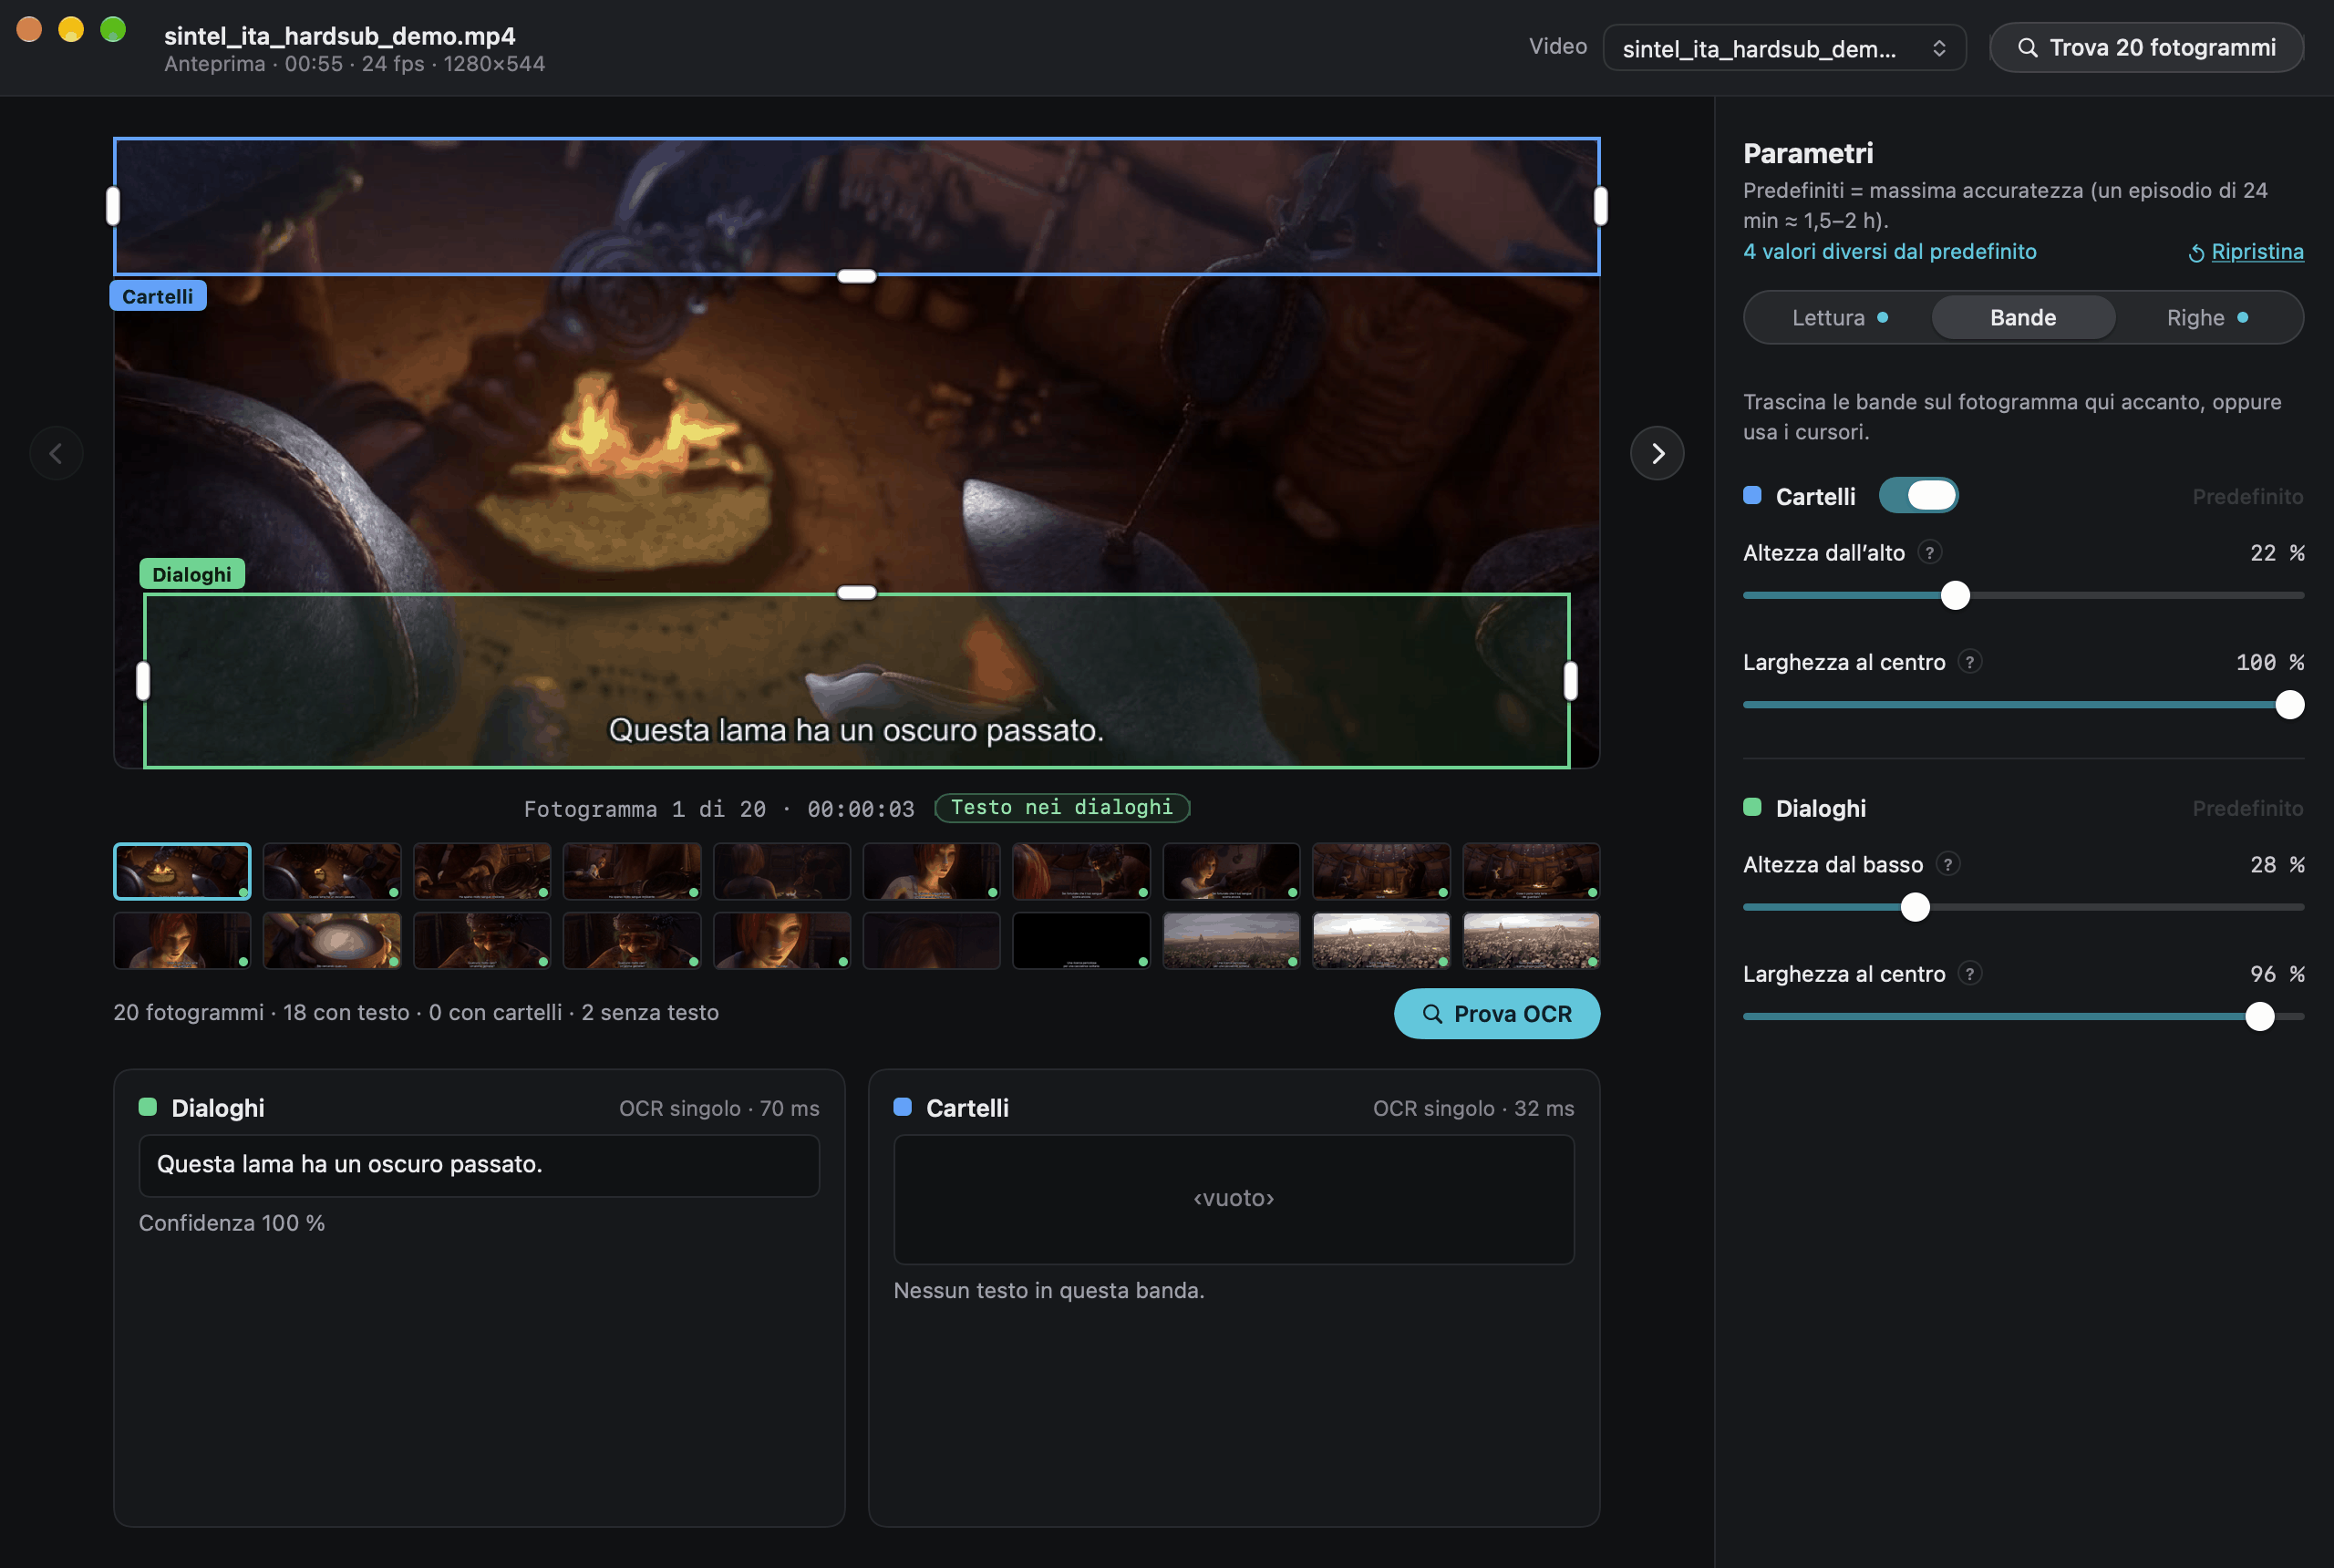 sintel_ita_hardsub_demo.mp4
Anteprima · 00:55 · 24 fps · 1280×544
Video
sintel_ita_hardsub_dem...
Trova 20 fotogrammi
Cartelli
Dialoghi
Questa lama ha un oscuro passato.
Fotogramma 1 di 20 · 00:00:03
Testo nei dialoghi
20 fotogrammi · 18 con testo · 0 con cartelli · 2 senza testo
Prova OCR
Dialoghi
OCR singolo · 70 ms
Questa lama ha un oscuro passato.
Confidenza 100 %
Cartelli
OCR singolo · 32 ms
‹vuoto›
Nessun testo in questa banda.
Parametri
Predefiniti = massima accuratezza (un episodio di 24
min ≈ 1,5–2 h).
4 valori diversi dal predefinito
Ripristina
Lettura
Bande
Righe
Trascina le bande sul fotogramma qui accanto, oppure
usa i cursori.
Cartelli
Predefinito
Altezza dall’alto ?
22 %
Larghezza al centro ?
100 %
Dialoghi
Predefinito
Altezza dal basso ?
28 %
Larghezza al centro ?
96 %